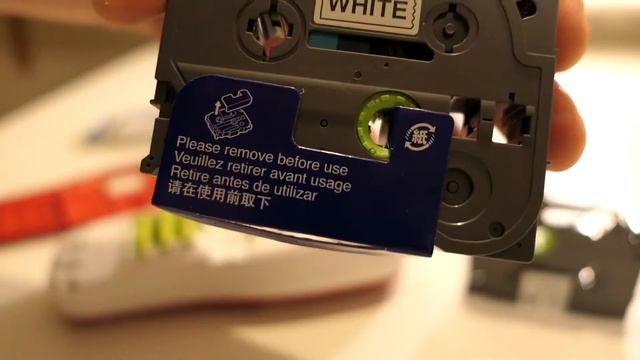 WHITE
紙
Please remove before use
Veuillez retirer avant usage
Retire antes de utilizar
请在使用前取下